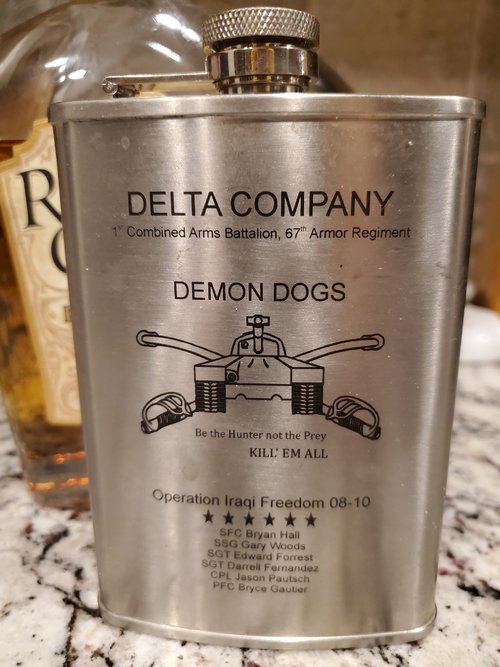 DELTA COMPANY
1st Combined Arms Battalion, 67th Armor Regiment
DEMON DOGS
Be the Hunter not the Prey
KILL' EM ALL
Operation Iraqi Freedom 08-10
★ ★ ★ ★ ★ ★
SFC Bryan Hall
SSG Gary Woods
SGT Edward Forrest
SGT Darrell Fernandez
CPL Jason Pautsch
PFC Bryce Gautier